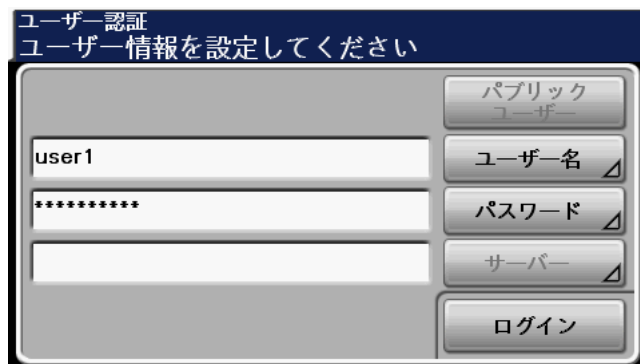 ユーザー認証
ユーザー情報を設定してください
パブリック
ユーザー
user1
ユーザー名
**********
パスワード
サーバー
ログイン